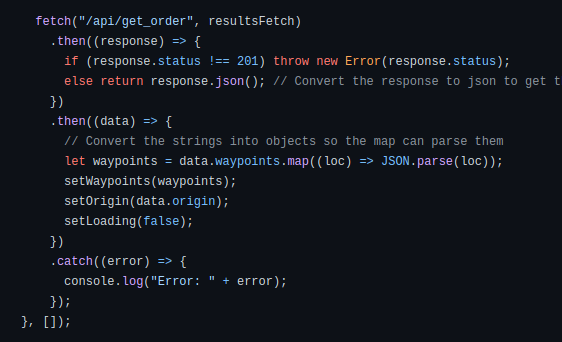 fetch("/api/get_order", resultsFetch)
.then((response) => {
if (response.status !== 201) throw new Error(response.status);
else return response.json(); // Convert the response to json to get t
})
.then((data) => {
// Convert the strings into objects so the map can parse them
let waypoints = data.waypoints.map((loc) => JSON.parse(loc));
setWaypoints(waypoints);
setOrigin(data.origin);
setLoading(false);
})
.catch((error) => {
console.log("Error: " + error);
});
}, []);